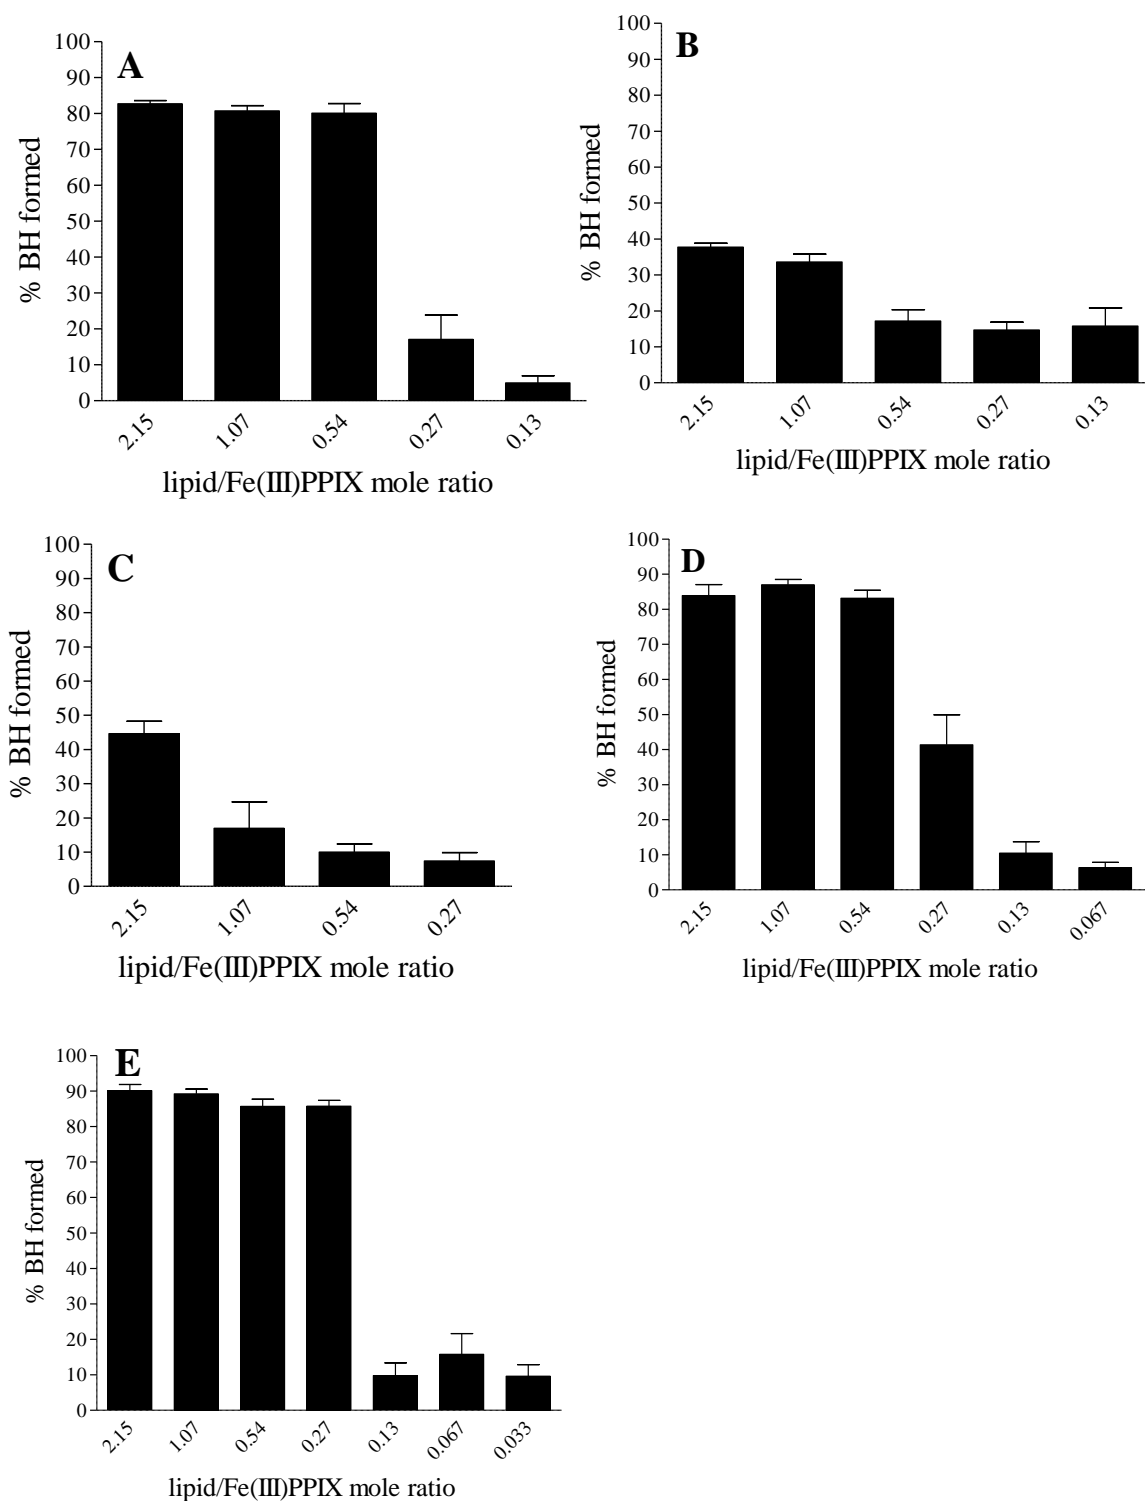 A
% BH formed
100
90
80
70
60
50
40
30
20
10
0
2.15 1.07 0.54 0.27 0.13
lipid/Fe(III)PPIX mole ratio
B
% BH formed
100
90
80
70
60
50
40
30
20
10
0
2.15 1.07 0.54 0.27 0.13
lipid/Fe(III)PPIX mole ratio
C
% BH formed
100
90
80
70
60
50
40
30
20
10
0
2.15 1.07 0.54 0.27
lipid/Fe(III)PPIX mole ratio
D
% BH formed
100
90
80
70
60
50
40
30
20
10
0
2.15 1.07 0.54 0.27 0.13 0.067
lipid/Fe(III)PPIX mole ratio
E
% BH formed
100
90
80
70
60
50
40
30
20
10
0
2.15 1.07 0.54 0.27 0.13 0.067 0.033
lipid/Fe(III)PPIX mole ratio